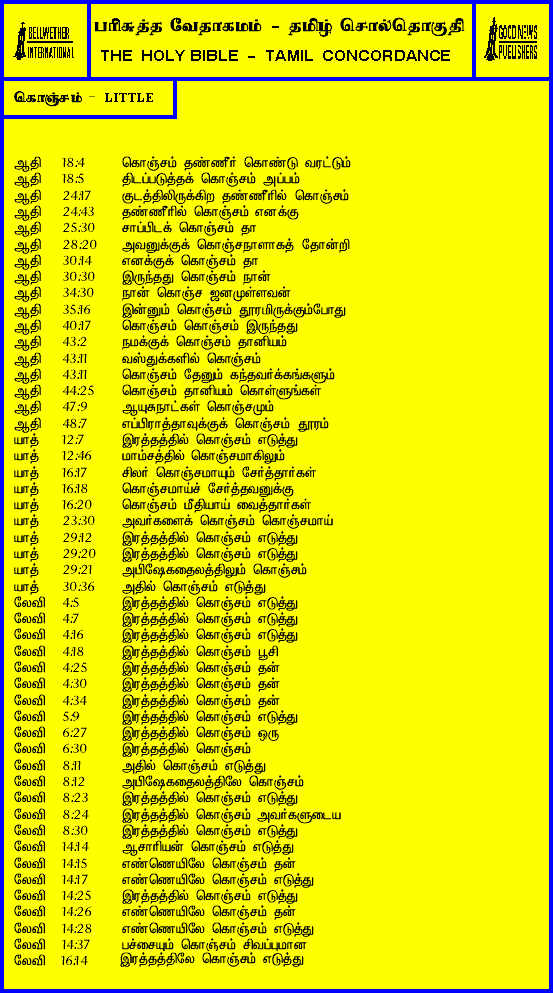 BELLWETHER
INTERNATIONAL
பரிசுத்த வேதாகமம் - தமிழ் சொல்தொகுதி
THE HOLY BIBLE - TAMIL CONCORDANCE
GOOD NEWS
PUBLISHERS
கொஞ்சம் - LITTLE
ஆதி 18:4 கொஞ்சம் தண்ணீர் கொண்டு வரட்டும்
ஆதி 18:5 திடப்படுத்தக் கொஞ்சம் அப்பம்
ஆதி 24:17 குடத்திலிருக்கிற தண்ணீரில் கொஞ்சம்
ஆதி 24:43 தண்ணீரில் கொஞ்சம் எனக்கு
ஆதி 25:30 சாப்பிடக் கொஞ்சம் தா
ஆதி 28:20 அவனுக்குக் கொஞ்சநாளாகத் தோன்றி
ஆதி 30:14 எனக்குக் கொஞ்சம் தா
ஆதி 30:30 இருந்தது கொஞ்சம் நான்
ஆதி 34:30 நான் கொஞ்ச ஜனமுள்ளவன்
ஆதி 35:16 இன்னும் கொஞ்சம் தூரமிருக்கும்போது
ஆதி 40:17 கொஞ்சம் கொஞ்சம் இருந்தது
ஆதி 43:2 நமக்குக் கொஞ்சம் தானியம்
ஆதி 43:11 வஸ்துக்களில் கொஞ்சம்
ஆதி 43:11 கொஞ்சம் தேனும் கந்தவர்க்கங்களும்
ஆதி 44:25 கொஞ்சம் தானியம் கொள்ளுங்கள்
ஆதி 47:9 ஆயுசுநாட்கள் கொஞ்சமும்
ஆதி 48:7 எப்பிராத்தாவுக்குக் கொஞ்சம் தூரம்
யாத் 12:7 இரத்தத்தில் கொஞ்சம் எடுத்து
யாத் 12:46 மாம்சத்தில் கொஞ்சமாகிலும்
யாத் 16:17 சிலர் கொஞ்சமாயும் சேர்த்தார்கள்
யாத் 16:18 கொஞ்சமாய்ச் சேர்த்தவனுக்கு
யாத் 16:20 கொஞ்சம் மீதியாய் வைத்தார்கள்
யாத் 23:30 அவர்களைக் கொஞ்சம் கொஞ்சமாய்
யாத் 29:12 இரத்தத்தில் கொஞ்சம் எடுத்து
யாத் 29:20 இரத்தத்தில் கொஞ்சம் எடுத்து
யாத் 29:21 அபிஷேகதைலத்திலும் கொஞ்சம்
யாத் 30:36 அதில் கொஞ்சம் எடுத்து
லேவி 4:5 இரத்தத்தில் கொஞ்சம் எடுத்து
லேவி 4:7 இரத்தத்தில் கொஞ்சம் எடுத்து
லேவி 4:16 இரத்தத்தில் கொஞ்சம் எடுத்து
லேவி 4:18 இரத்தத்தில் கொஞ்சம் பூசி
லேவி 4:25 இரத்தத்தில் கொஞ்சம் தன்
லேவி 4:30 இரத்தத்தில் கொஞ்சம் தன்
லேவி 4:34 இரத்தத்தில் கொஞ்சம் தன்
லேவி 5:9 இரத்தத்தில் கொஞ்சம் எடுத்து
லேவி 6:27 இரத்தத்தில் கொஞ்சம் ஒரு
லேவி 6:30 இரத்தத்தில் கொஞ்சம்
லேவி 8:11 அதில் கொஞ்சம் எடுத்து
லேவி 8:12 அபிஷேகதைலத்திலே கொஞ்சம்
லேவி 8:23 இரத்தத்தில் கொஞ்சம் எடுத்து
லேவி 8:24 இரத்தத்தில் கொஞ்சம் அவர்களுடைய
லேவி 8:30 இரத்தத்தில் கொஞ்சம் எடுத்து
லேவி 14:14 ஆசாரியன் கொஞ்சம் எடுத்து
லேவி 14:15 எண்ணெயிலே கொஞ்சம் தன்
லேவி 14:17 எண்ணெயிலே கொஞ்சம் எடுத்து
லேவி 14:25 இரத்தத்தில் கொஞ்சம் எடுத்து
லேவி 14:26 எண்ணெயிலே கொஞ்சம் தன்
லேவி 14:28 எண்ணெயிலே கொஞ்சம் எடுத்து
லேவி 14:37 பச்சையும் கொஞ்சம் சிவப்புமான
லேவி 16:14 இரத்தத்திலே கொஞ்சம் எடுத்து